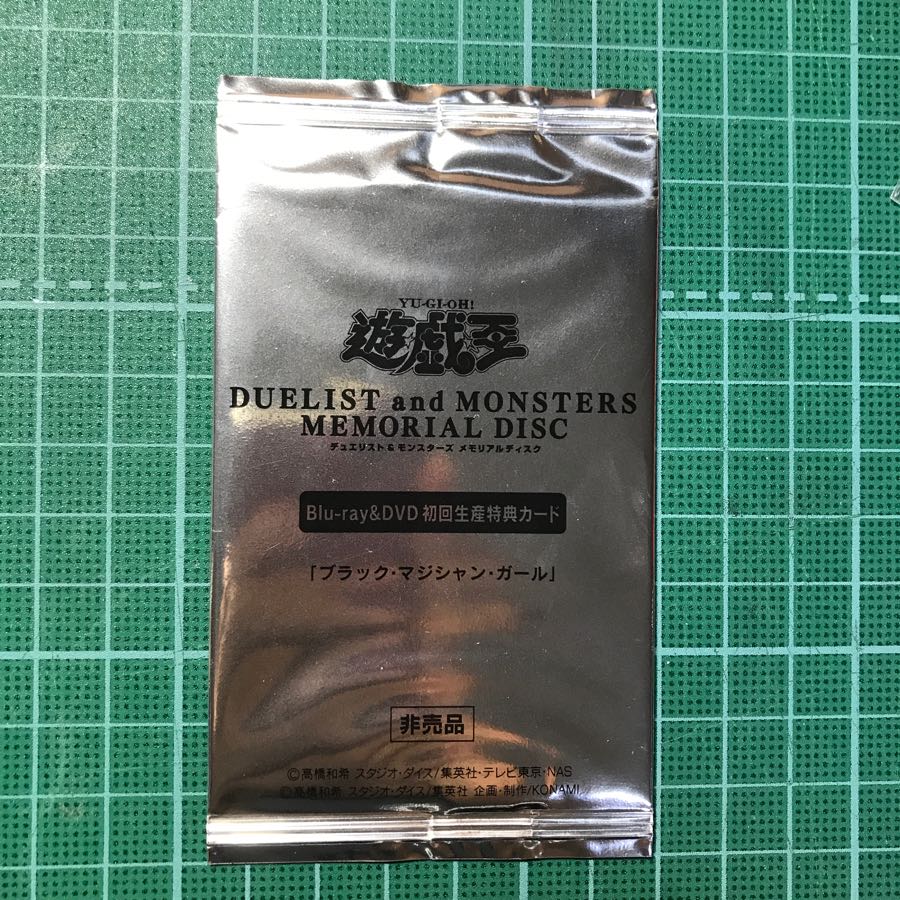 YU-GI-OH!
遊戯王
DUELIST and MONSTERS
MEMORIAL DISC
デュエリスト&モンスターズ メモリアルディスク
Blu-ray&DVD 初回生産特典カード
「ブラック・マジシャン・ガール」
非売品
©高橋和希 スタジオ・ダイス/集英社・テレビ東京・NAS
©高橋和希 スタジオ・ダイス/集英社 企画・制作/KONAMI